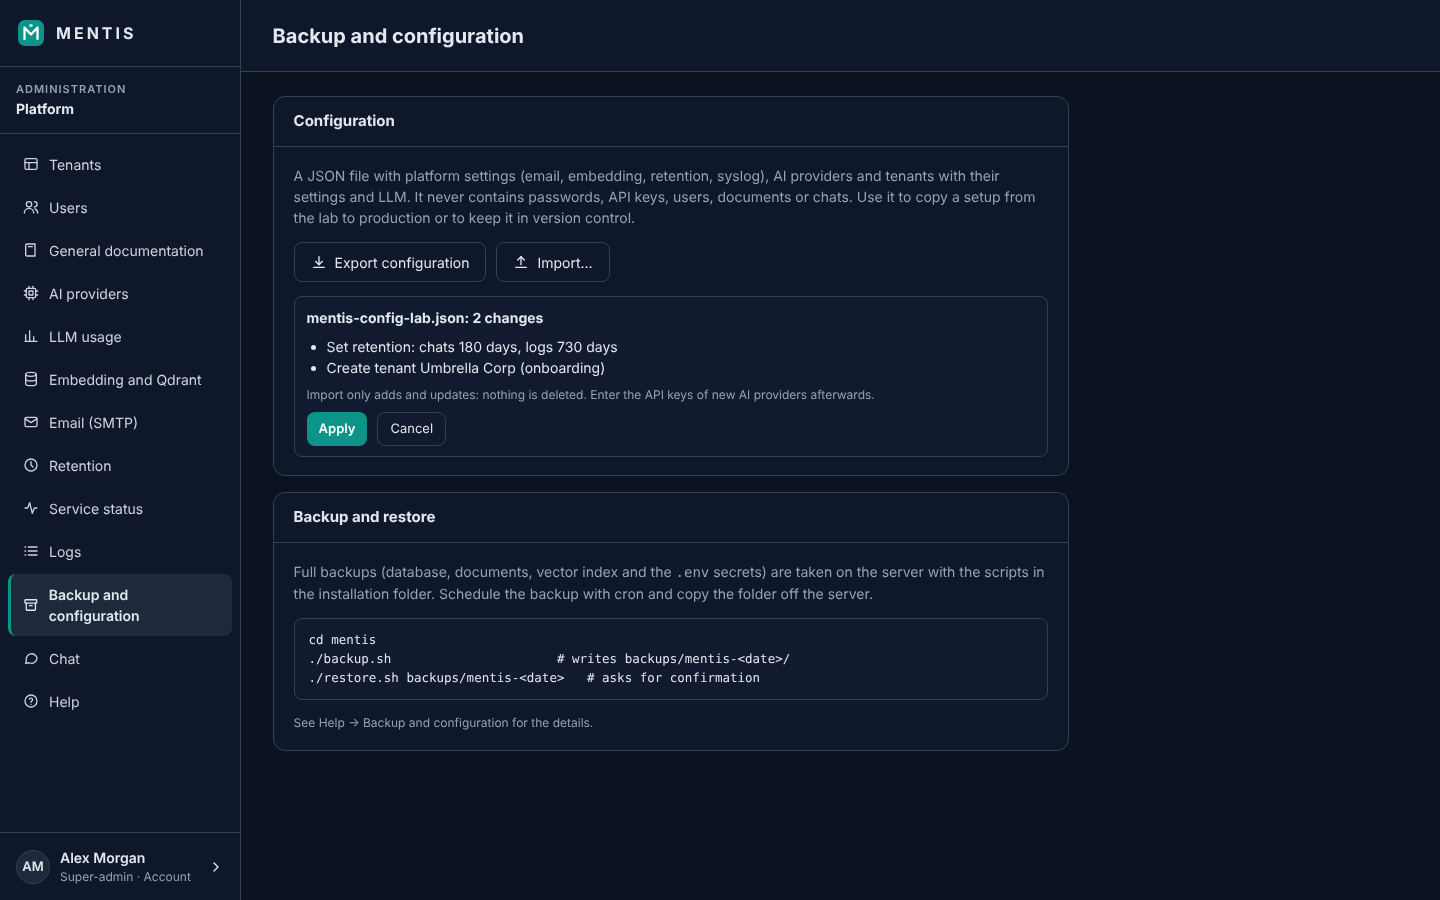 MENTIS
ADMINISTRATION
Platform
Tenants
Users
General documentation
AI providers
LLM usage
Embedding and Qdrant
Email (SMTP)
Retention
Service status
Logs
Backup and
configuration
Chat
Help
AM
Alex Morgan
Super-admin · Account
Backup and configuration
Configuration
A JSON file with platform settings (email, embedding, retention, syslog), AI providers and tenants with their
settings and LLM. It never contains passwords, API keys, users, documents or chats. Use it to copy a setup from
the lab to production or to keep it in version control.
Export configuration
Import...
mentis-config-lab.json: 2 changes
• Set retention: chats 180 days, logs 730 days
• Create tenant Umbrella Corp (onboarding)
Import only adds and updates: nothing is deleted. Enter the API keys of new AI providers afterwards.
Apply
Cancel
Backup and restore
Full backups (database, documents, vector index and the .env secrets) are taken on the server with the scripts in
the installation folder. Schedule the backup with cron and copy the folder off the server.
cd mentis
./backup.sh                      # writes backups/mentis-<date>/
./restore.sh backups/mentis-<date>   # asks for confirmation
See Help → Backup and configuration for the details.